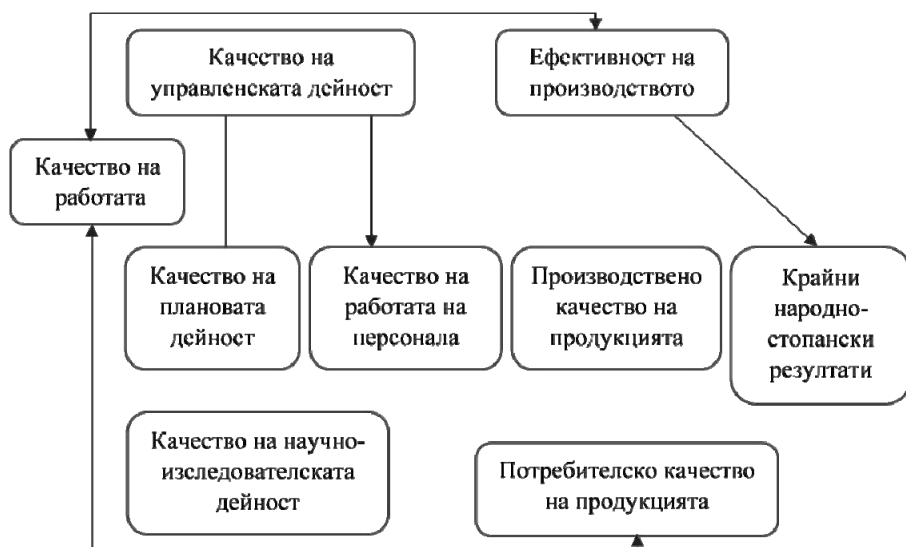 Качество на
управленската дейност
Ефективност на
производството
Качество на
работата
Качество на
плановата
дейност
Качество на
работата на
персонала
Производствено
качество на
продукцията
Крайни
народно-
стопански
резултати
Качество на научно-
изследователската
дейност
Потребителско качество
на продукцията